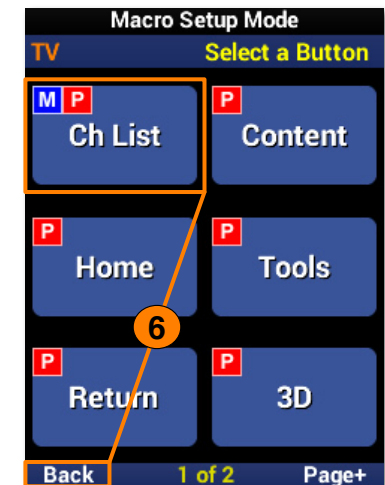 Macro Setup Mode
TV Select a Button
M P P
Ch List Content
P P
Home Tools
6
P P
Return 3D
Back 1 of 2 Page+